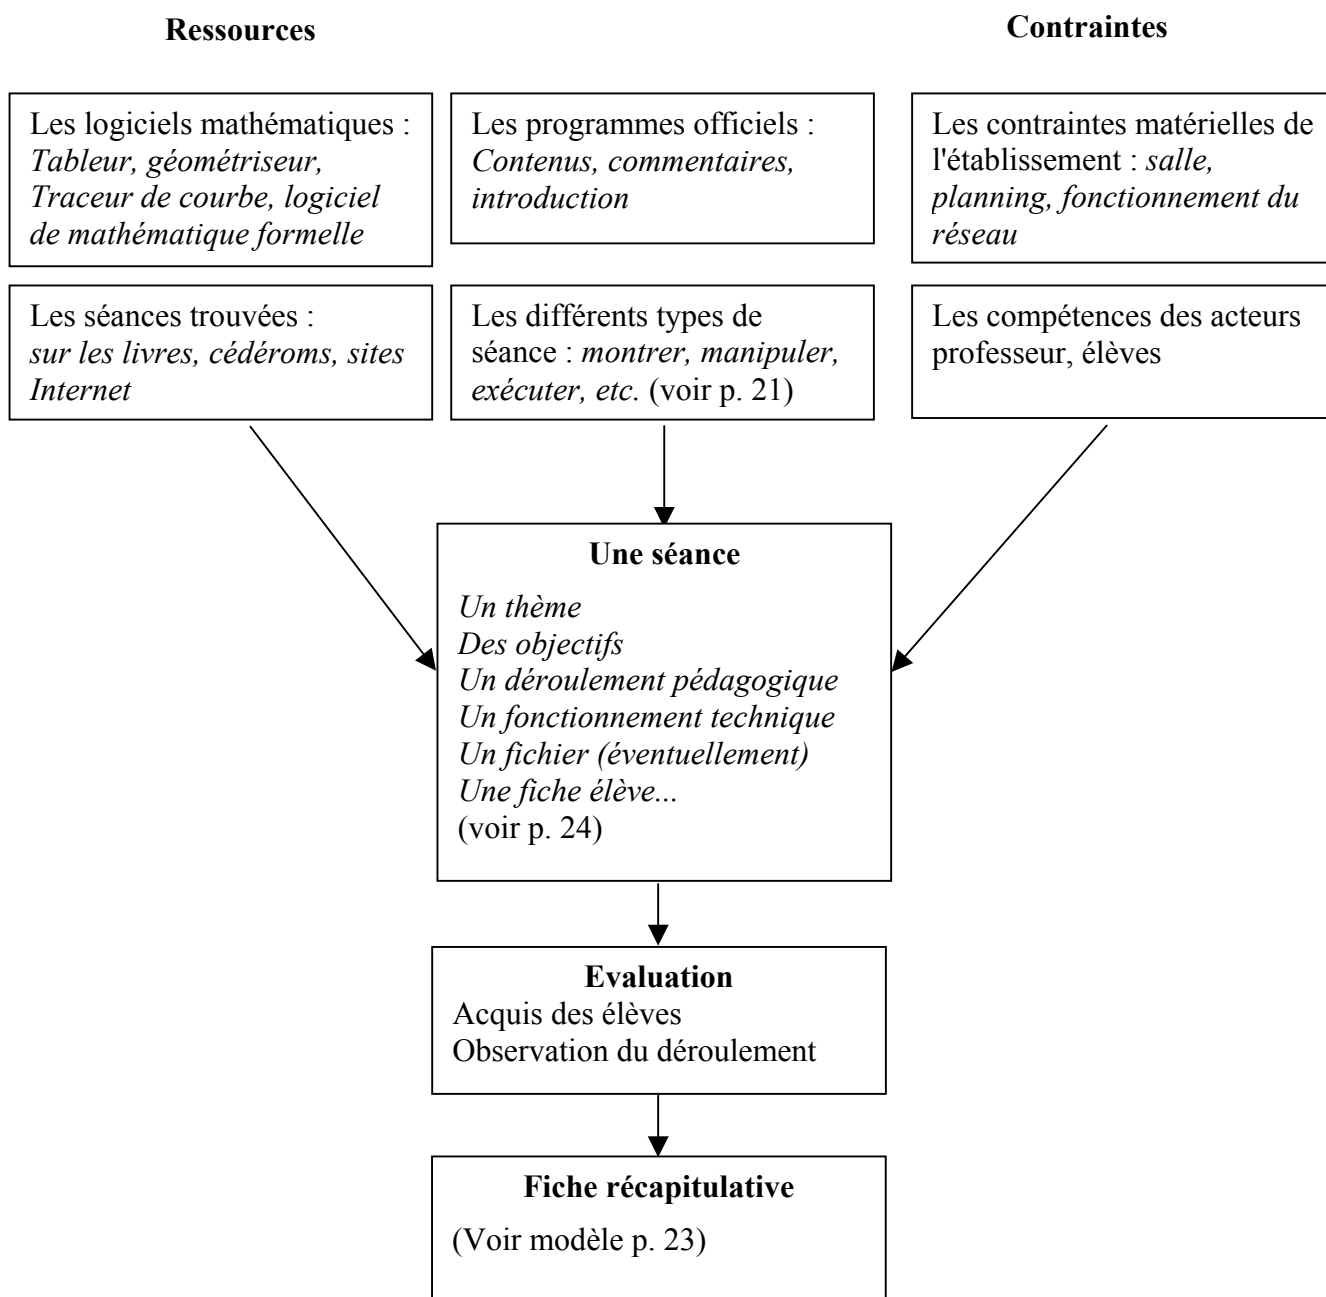 Ressources
Contraintes
Les logiciels mathématiques :
Tableur, géométriseur,
Traceur de courbe, logiciel
de mathématique formelle
Les programmes officiels :
Contenus, commentaires,
introduction
Les contraintes matérielles de
l'établissement : salle,
planning, fonctionnement du
réseau
Les séances trouvées :
sur les livres, cédéroms, sites
Internet
Les différents types de
séance : montrer, manipuler,
exécuter, etc. (voir p. 21)
Les compétences des acteurs
professeur, élèves
Une séance
Un thème
Des objectifs
Un déroulement pédagogique
Un fonctionnement technique
Un fichier (éventuellement)
Une fiche élève...
(voir p. 24)
Evaluation
Acquis des élèves
Observation du déroulement
Fiche récapitulative
(Voir modèle p. 23)